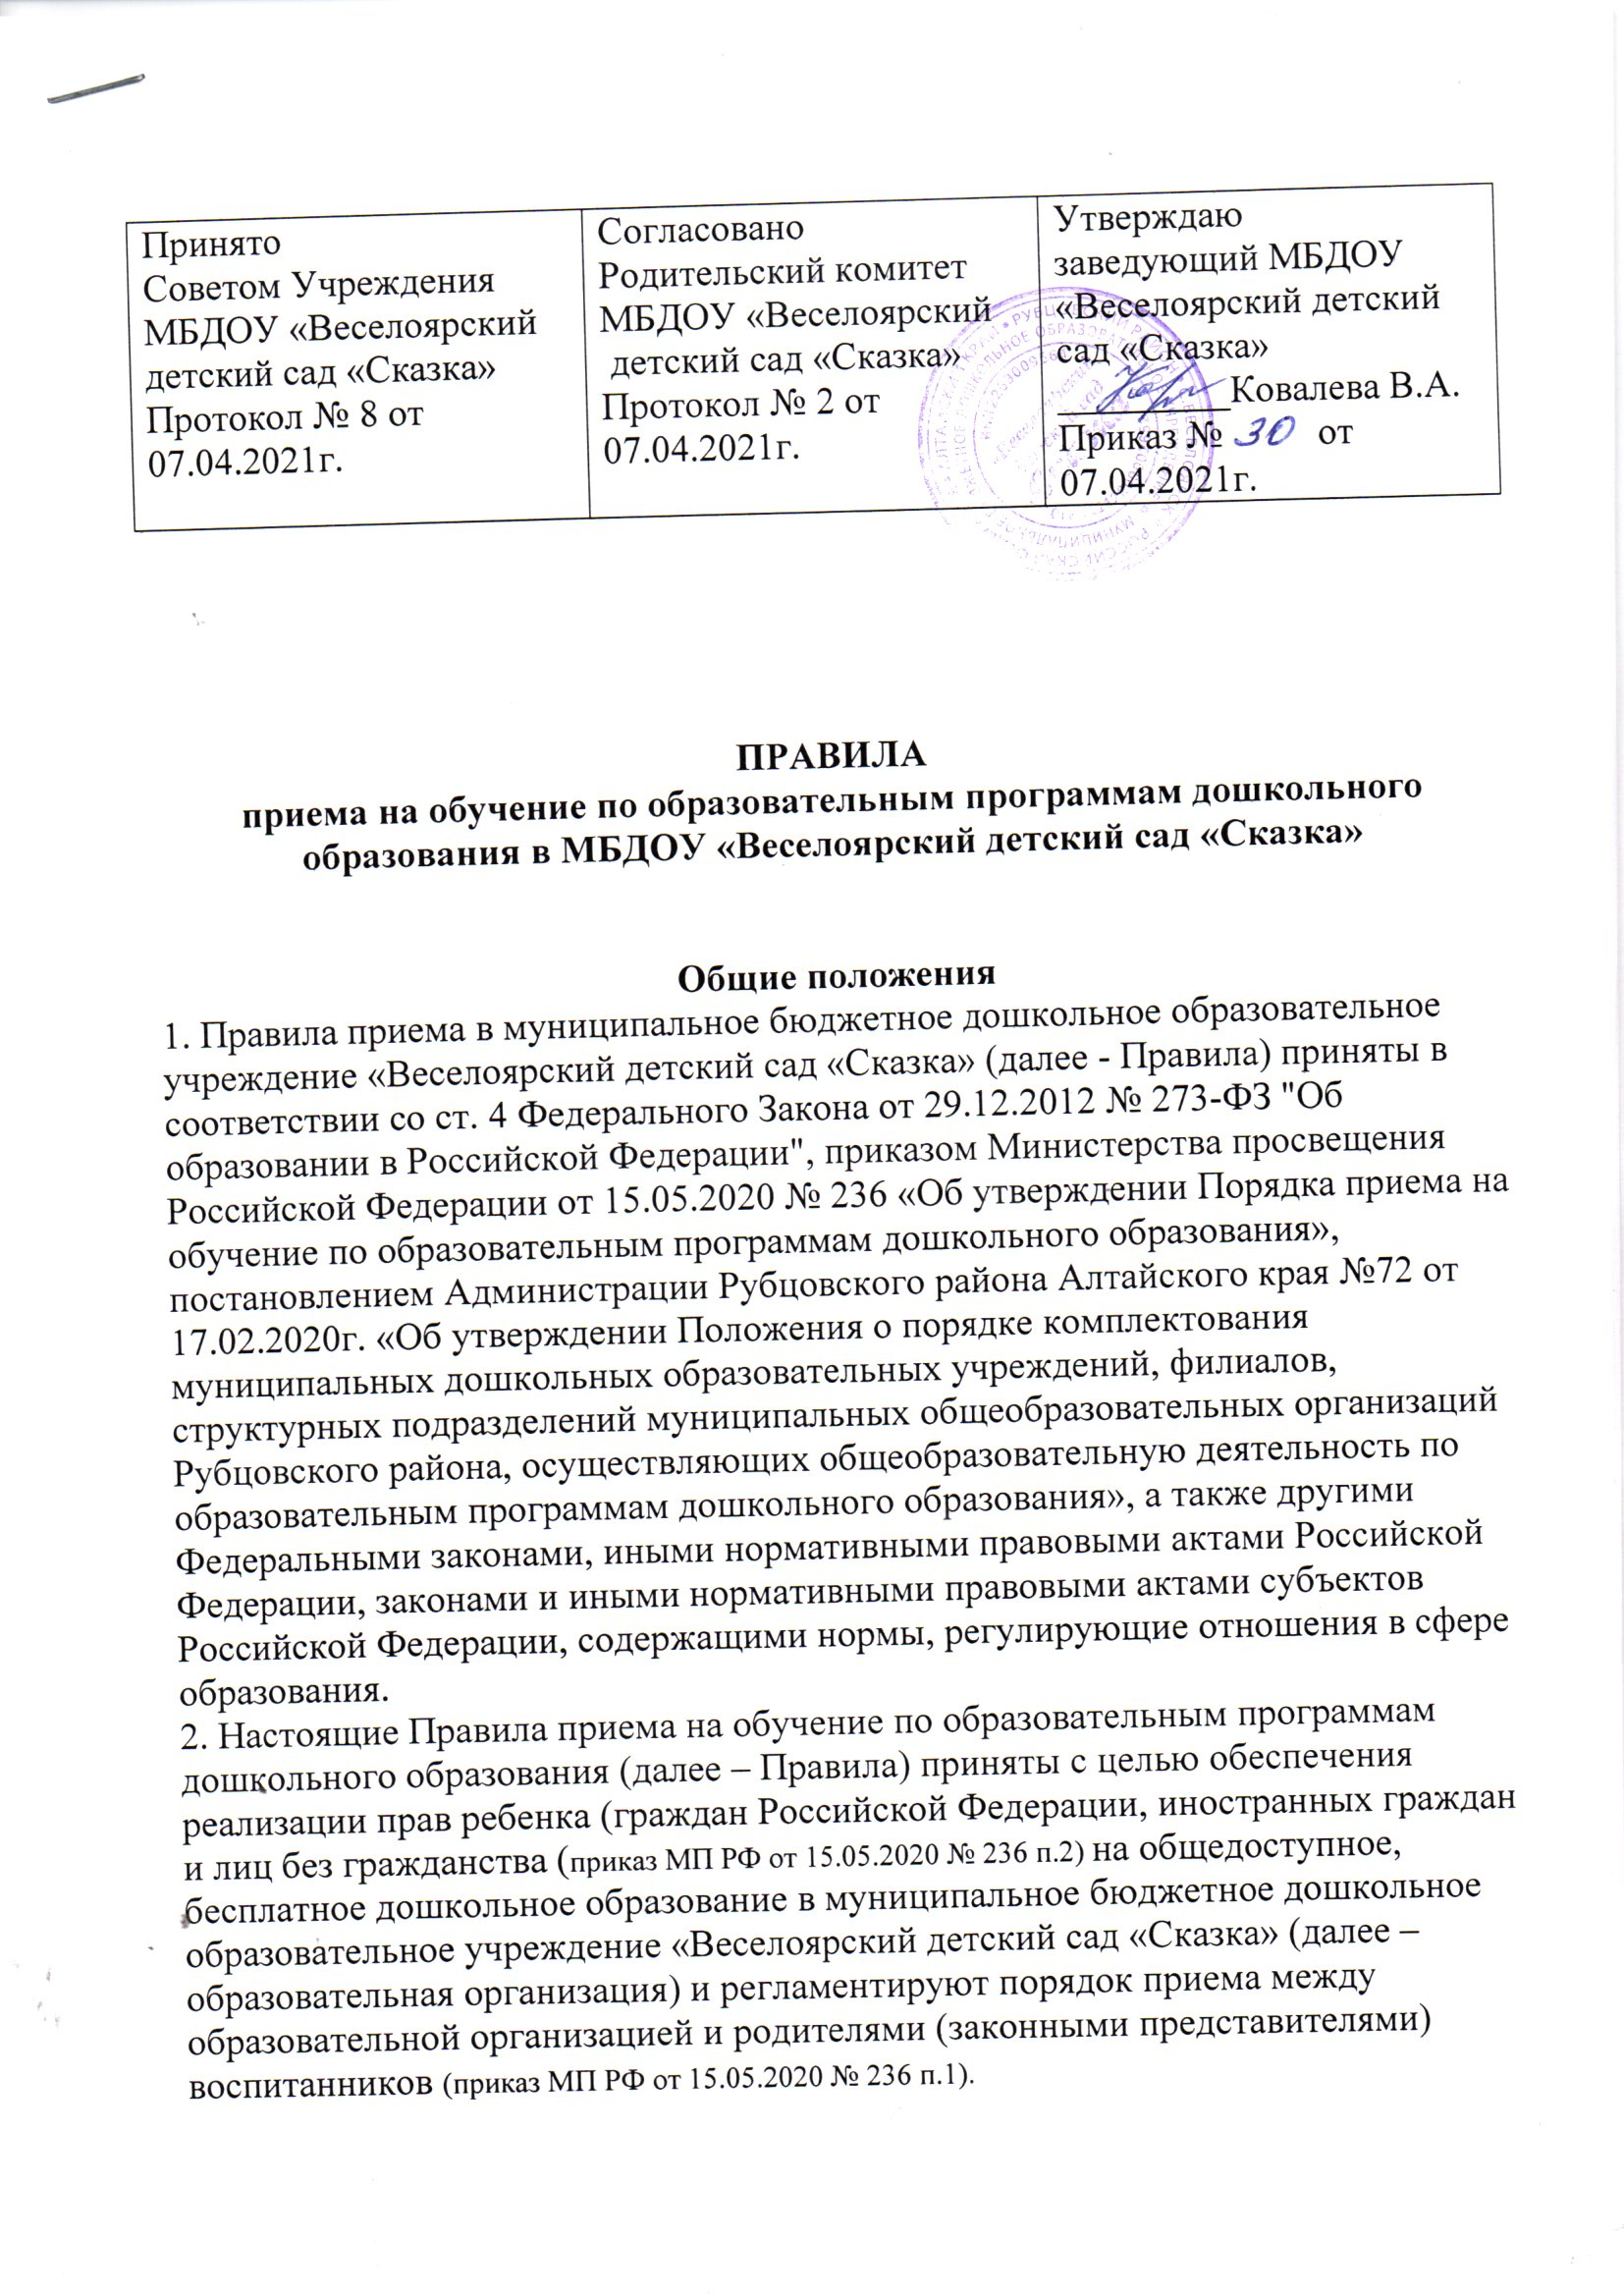 Принято
Советом Учреждения
МБДОУ «Веселоярский
детский сад «Сказка»
Протокол № 8 от
07.04.2021г.
Согласовано
Родительский комитет
МБДОУ «Веселоярский
детский сад «Сказка»
Протокол № 2 от
07.04.2021г.
Утверждаю
заведующий МБДОУ
«Веселоярский детский
сад «Сказка»
Ковалева В.А.
Приказ № 30 от
07.04.2021г.
ПРАВИЛА
приема на обучение по образовательным программам дошкольного
образования в МБДОУ «Веселоярский детский сад «Сказка»
Общие положения
1. Правила приема в муниципальное бюджетное дошкольное образовательное
учреждение «Веселоярский детский сад «Сказка» (далее - Правила) приняты в
соответствии со ст. 4 Федерального Закона от 29.12.2012 № 273-ФЗ "Об
образовании в Российской Федерации", приказом Министерства просвещения
Российской Федерации от 15.05.2020 № 236 «Об утверждении Порядка приема на
обучение по образовательным программам дошкольного образования»,
постановлением Администрации Рубцовского района Алтайского края №72 от
17.02.2020г. «Об утверждении Положения о порядке комплектования
муниципальных дошкольных образовательных учреждений, филиалов,
структурных подразделений муниципальных общеобразовательных организаций
Рубцовского района, осуществляющих общеобразовательную деятельность по
образовательным программам дошкольного образования», а также другими
Федеральными законами, иными нормативными правовыми актами Российской
Федерации, законами и иными нормативными правовыми актами субъектов
Российской Федерации, содержащими нормы, регулирующие отношения в сфере
образования.
2. Настоящие Правила приема на обучение по образовательным программам
дошкольного образования (далее – Правила) приняты с целью обеспечения
реализации прав ребенка (граждан Российской Федерации, иностранных граждан
и лиц без гражданства (приказ МП РФ от 15.05.2020 № 236 п.2) на общедоступное,
бесплатное дошкольное образование в муниципальное бюджетное дошкольное
образовательное учреждение «Веселоярский детский сад «Сказка» (далее –
образовательная организация) и регламентируют порядок приема между
образовательной организацией и родителями (законными представителями)
воспитанников (приказ МП РФ от 15.05.2020 № 236 п.1).